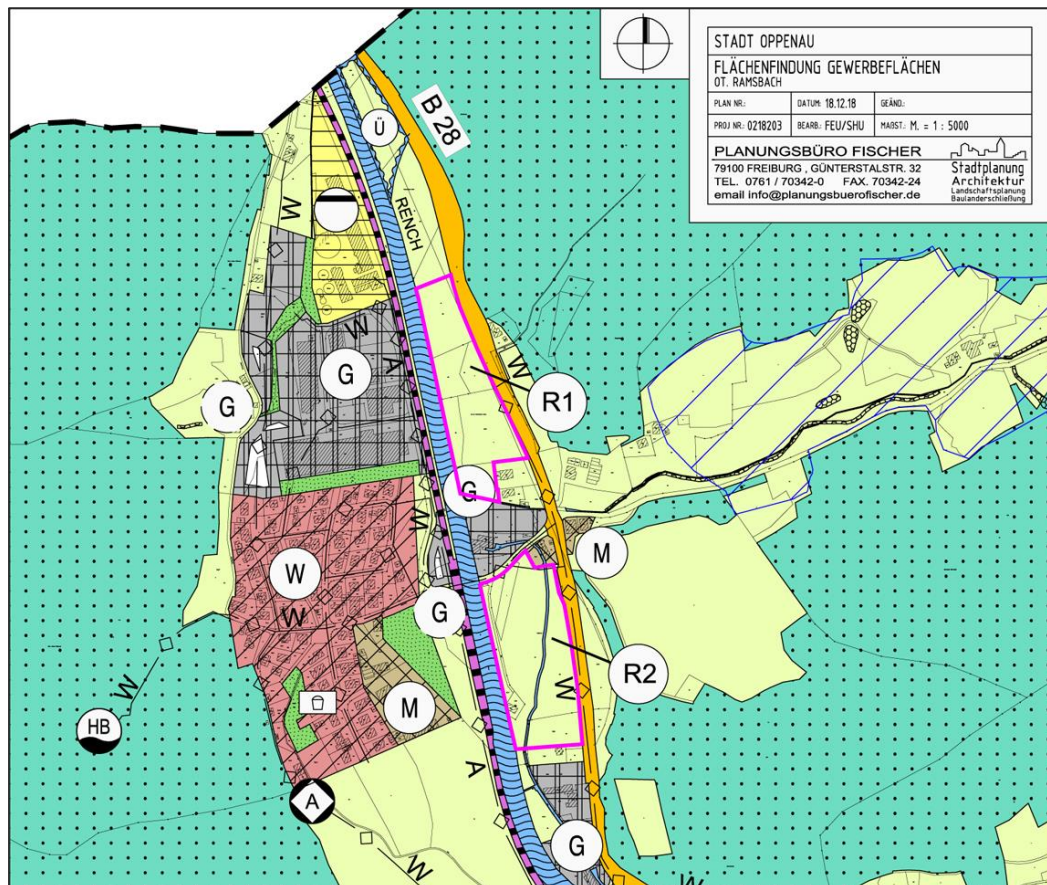 STADT OPPENAU
FLÄCHENFINDUNG GEWERBEFLÄCHEN
OT. RAMSBACH
PLAN NR.: DATUM: 18.12.18 GEÄND.:
PROJ NR.: 0218203 BEARB.: FEU/SHU MAßST.: M. = 1 : 5000
PLANUNGSBÜRO FISCHER
79100 FREIBURG , GÜNTERSTALSTR. 32
TEL. 0761 / 70342-0 FAX. 70342-24
email info@planungsbuerofischer.de
Stadtplanung
Architektur
Landschaftsplanung
Baulanderschließung
B 28
Ü
RENCH
W
W
A
G
G
W
R1
G
W
M
W
W
G
R2
W
M
W
HB
A
A
W
G
W